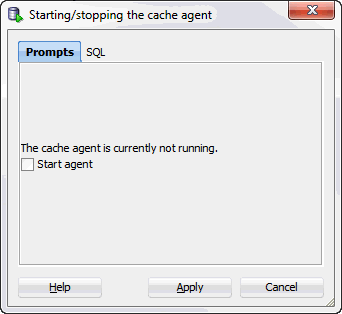 Starting/stopping the cache agent
Prompts SQL
The cache agent is currently not running.
Start agent
Help Apply Cancel